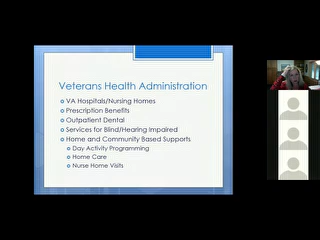 Veterans Health Administration
VA Hospitals/Nursing Homes
Prescription Benefits
Outpatient Dental
Services for Blind/Hearing Impaired
Home and Community Based Supports
Day Activity Programming
Home Care
Nurse Home Visits